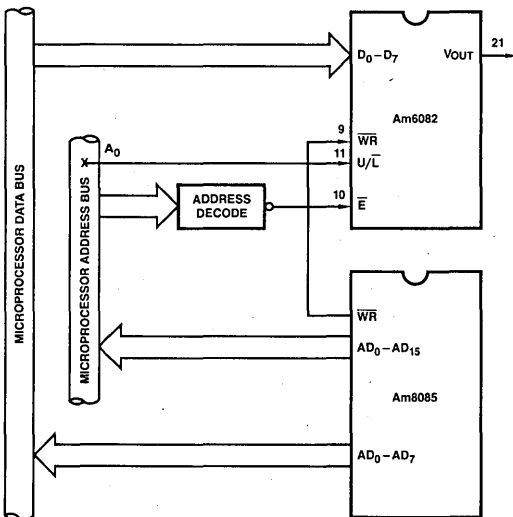 MICROPROCESSOR DATA BUS
MICROPROCESSOR ADDRESS BUS
A0
X
ADDRESS
DECODE
D0–D7
VOUT
21
Am6082
9
WR
11
U/L
10
E
WR
AD0–AD15
Am8085
AD0–AD7